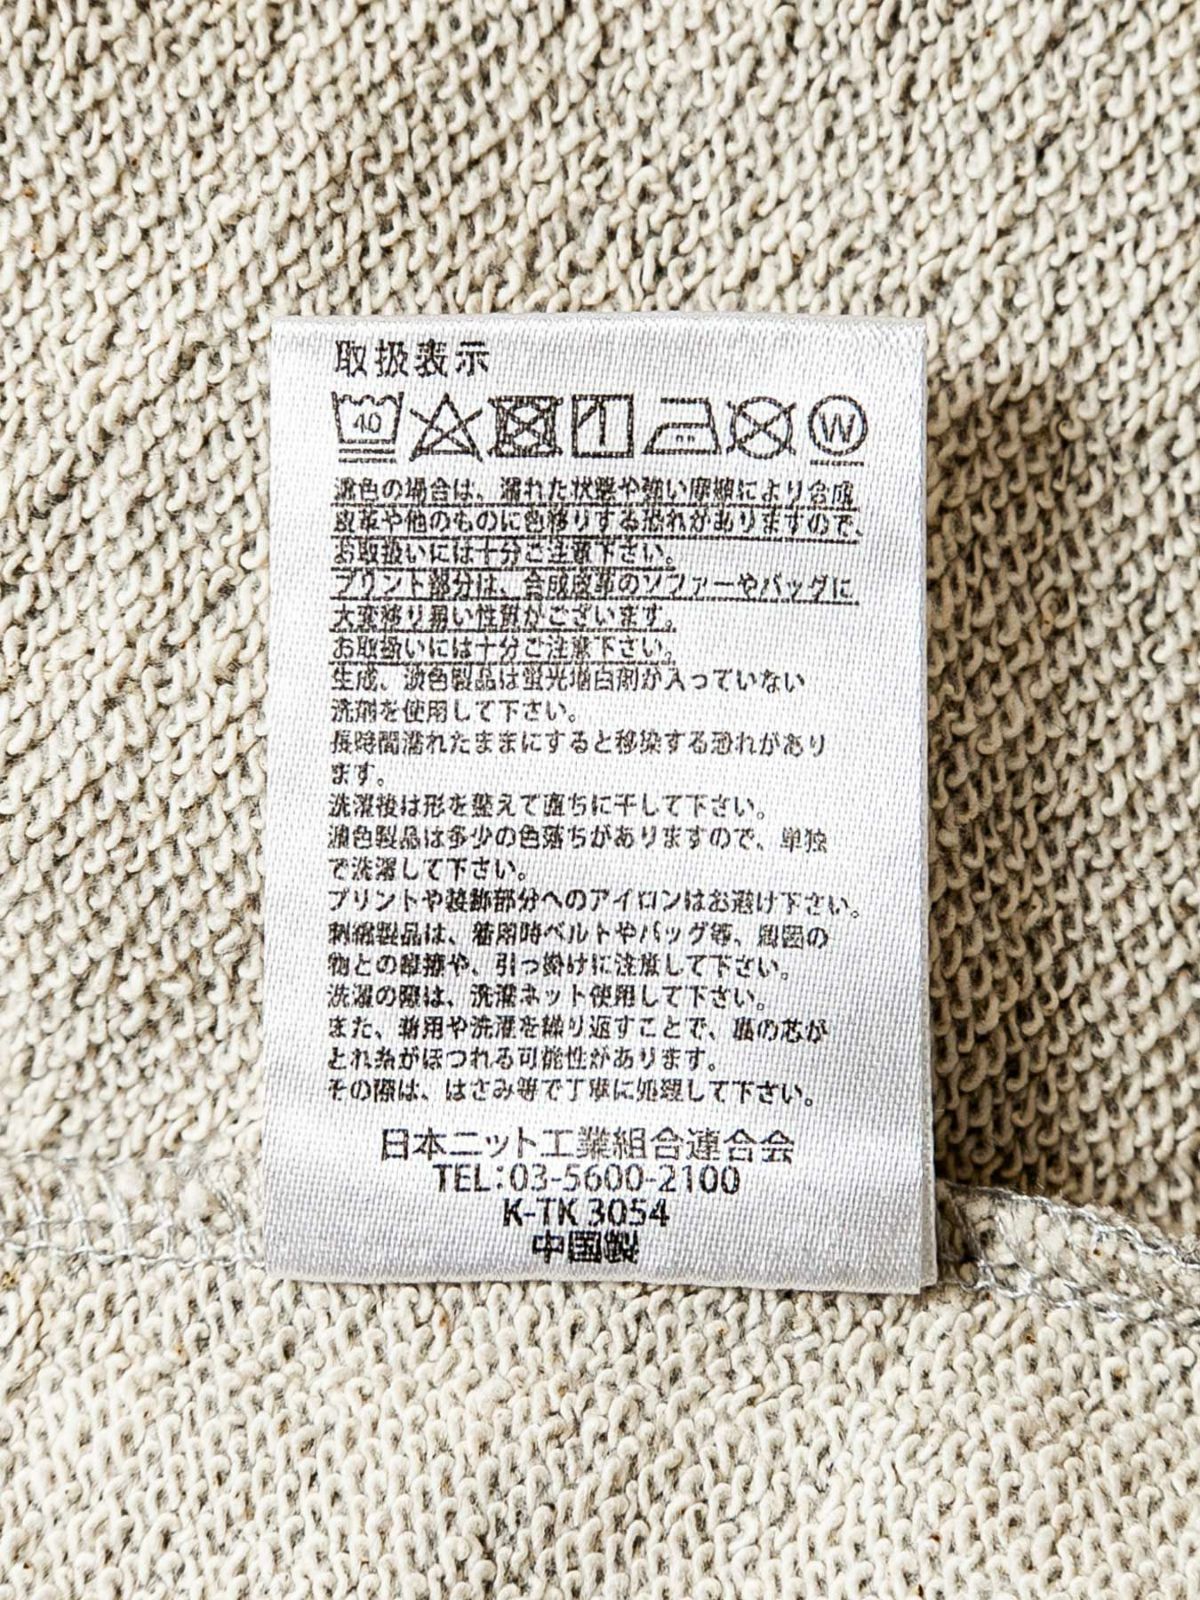 取扱表示
40
W
濃色の場合は、濡れた状態や強い摩擦により合成
皮革や他のものに色移りする恐れがありますので、
お取扱いには十分ご注意下さい。
プリント部分は、合成皮革のソファーやバッグに
大変移り易い性質がございます。
お取扱いには十分ご注意下さい。
生成、淡色製品は蛍光増白剤が入っていない
洗剤を使用して下さい。
長時間濡れたままにすると移染する恐れがあり
ます。
洗濯後は形を整えて直ちに干して下さい。
濃色製品は多少の色落ちがありますので、単独
で洗濯して下さい。
プリントや装飾部分へのアイロンはお避け下さい。
刺繍製品は、着用時ベルトやバッグ等、周囲の
物との摩擦や、引っ掛けに注意して下さい。
洗濯の際は、洗濯ネット使用して下さい。
また、着用や洗濯を繰り返すことで、裏の芯が
とれ糸がほつれる可能性があります。
その際は、はさみ等で丁寧に処理して下さい。
日本ニット工業組合連合会
TEL:03-5600-2100
K-TK 3054
中国製